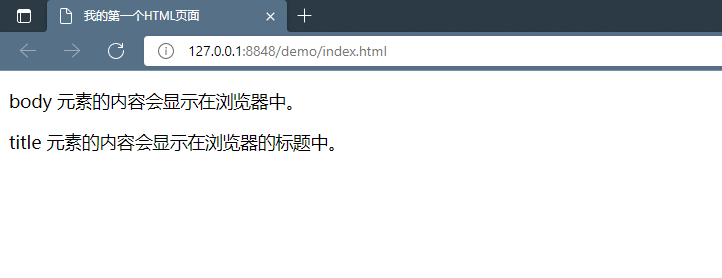 我的第一个HTML页面
127.0.0.1:8848/demo/index.html
body 元素的内容会显示在浏览器中。
title 元素的内容会显示在浏览器的标题中。